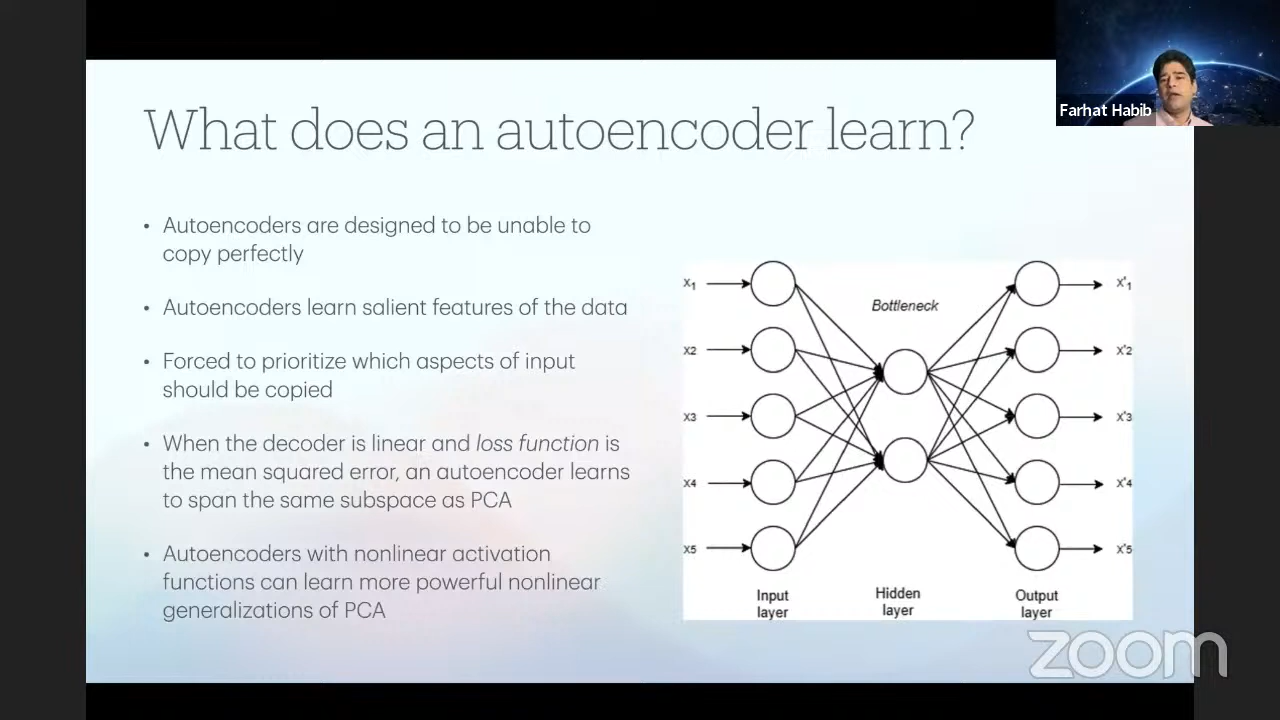 Farhat Habib
What does an autoencoder learn?
• Autoencoders are designed to be unable to
copy perfectly
• Autoencoders learn salient features of the data
• Forced to prioritize which aspects of input
should be copied
• When the decoder is linear and loss function is
the mean squared error, an autoencoder learns
to span the same subspace as PCA
• Autoencoders with nonlinear activation
functions can learn more powerful nonlinear
generalizations of PCA
Bottleneck
x1
x2
x3
x4
x5
x'1
x'2
x'3
x'4
x'5
Input
layer
Hidden
layer
Output
layer
zoom